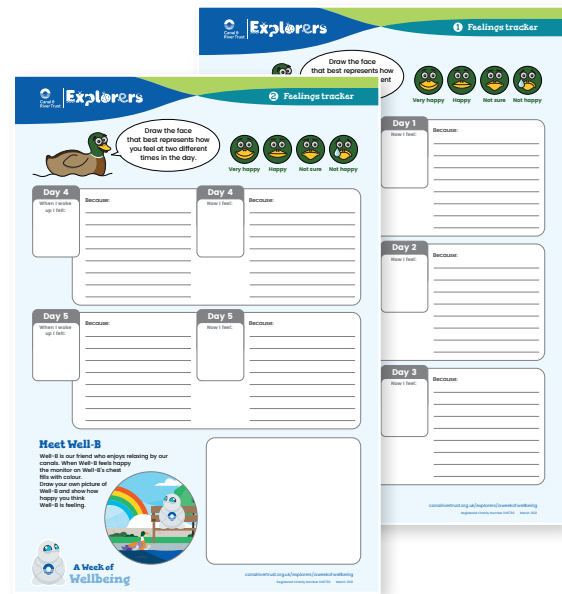 Canal &
River Trust
Explorers
1 Feelings tracker
Draw the face
that best represents how
Very happy
Happy
Not sure
Not happy
Day 1
Now I feel:
Because:
Day 2
Now I feel:
Because:
Day 3
Now I feel:
Because:
canalrivertrust.org.uk/explorers/aweekofwellbeing
Canal &
River Trust
Explorers
2 Feelings tracker
Draw the face
that best represents how
you feel at two different
times in the day.
Very happy
Happy
Not sure
Not happy
Day 4
When I woke
up I felt:
Because:
Day 4
Now I feel:
Because:
Day 5
When I woke
up I felt:
Because:
Day 5
Now I feel:
Because:
Meet Well-B
Well-B is our friend who enjoys relaxing by our
canals. When Well-B feels happy
the monitor on Well-B's chest
fills with colour.
Draw your own picture of
Well-B and show how
happy you think
Well-B is feeling.
A Week of
Wellbeing
canalrivertrust.org.uk/explorers/aweekofwellbeing